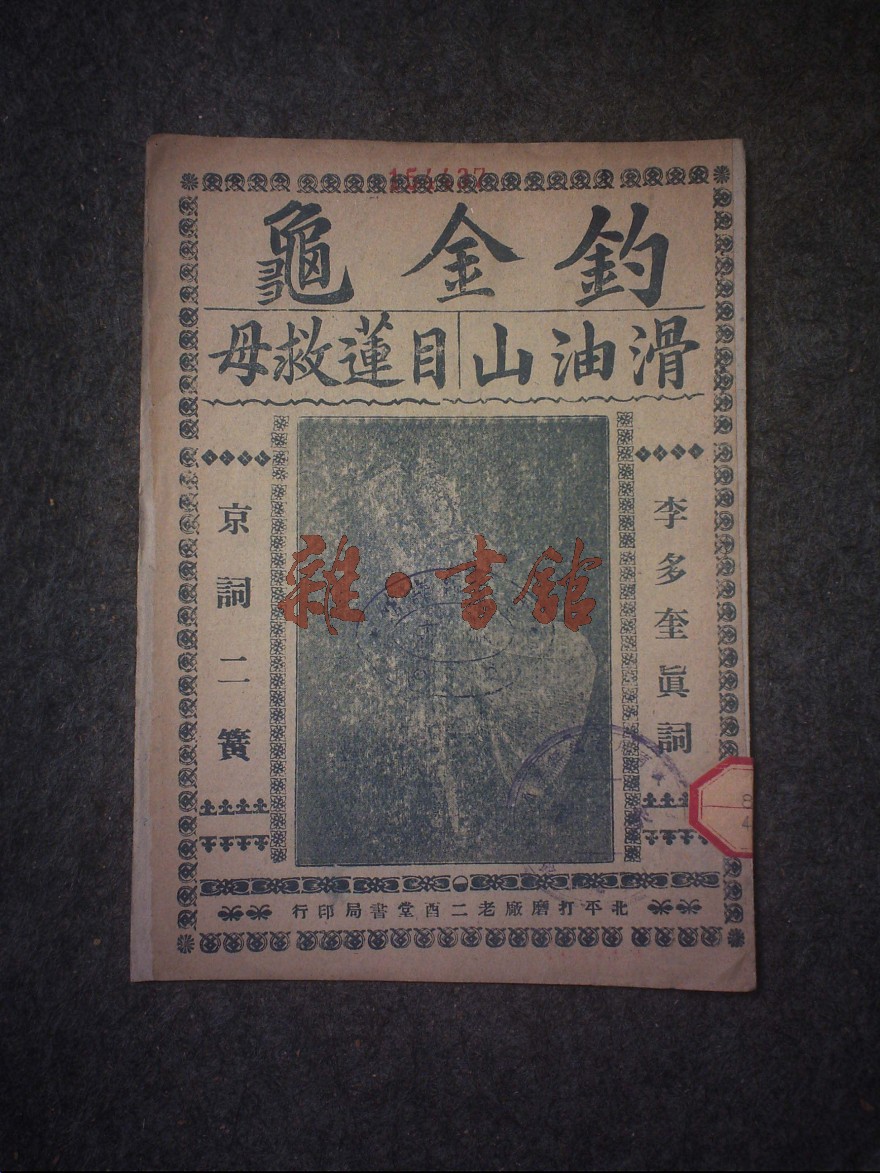 釣金龜
滑油山
目蓮救母
李多奎眞詞
京詞二簧
北平打磨廠老二酉堂書局印行
雜·書館